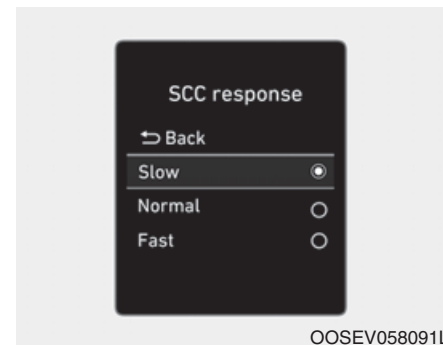 SCC response
Back
Slow
Normal
Fast
OOSEV058091L